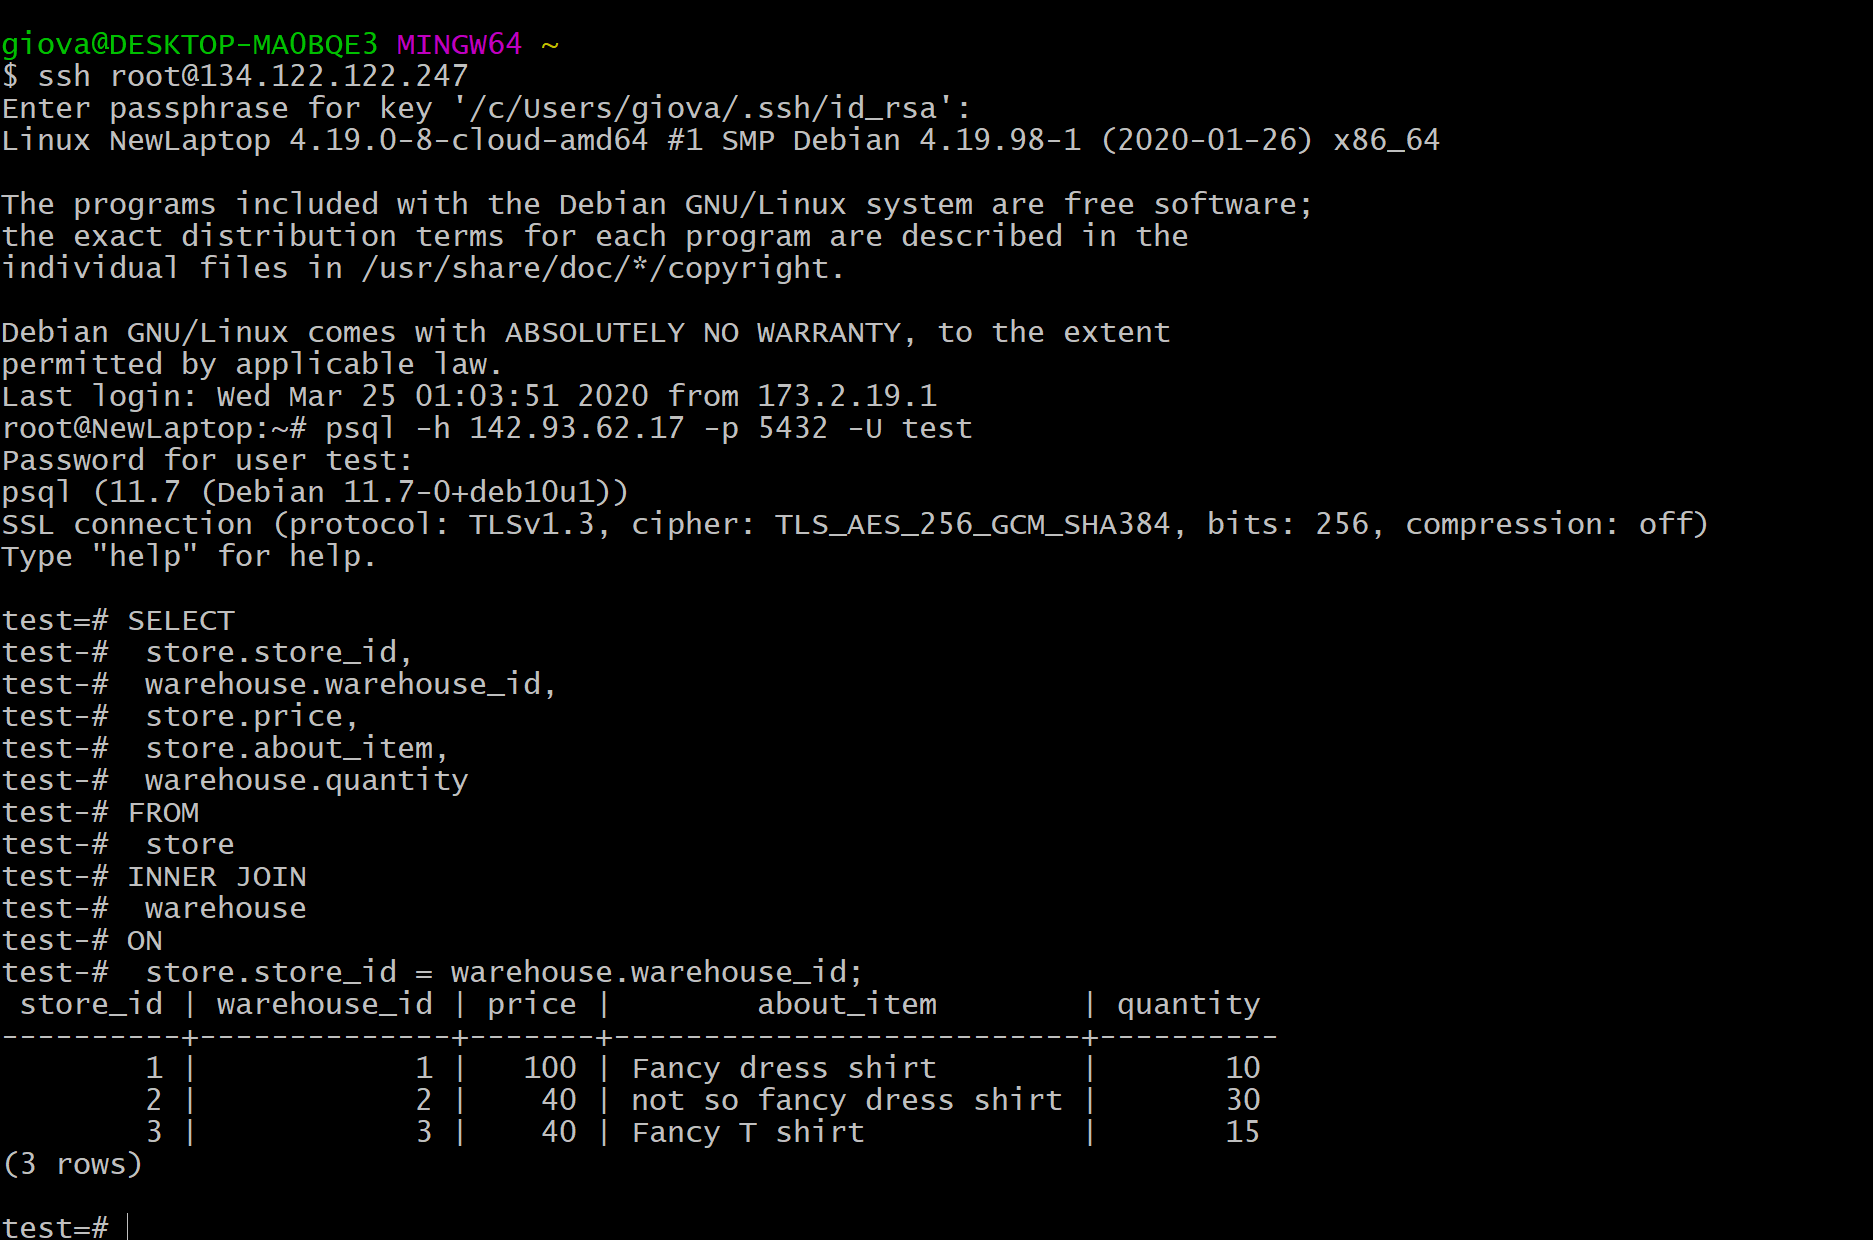 giova@DESKTOP-MA0BQE3 MINGW64 ~
$ ssh root@134.122.122.247
Enter passphrase for key '/c/Users/giova/.ssh/id_rsa':
Linux NewLaptop 4.19.0-8-cloud-amd64 #1 SMP Debian 4.19.98-1 (2020-01-26) x86_64

The programs included with the Debian GNU/Linux system are free software;
the exact distribution terms for each program are described in the
individual files in /usr/share/doc/*/copyright.

Debian GNU/Linux comes with ABSOLUTELY NO WARRANTY, to the extent
permitted by applicable law.
Last login: Wed Mar 25 01:03:51 2020 from 173.2.19.1
root@NewLaptop:~# psql -h 142.93.62.17 -p 5432 -U test
Password for user test:
psql (11.7 (Debian 11.7-0+deb10u1))
SSL connection (protocol: TLSv1.3, cipher: TLS_AES_256_GCM_SHA384, bits: 256, compression: off)
Type "help" for help.

test=# SELECT
test-#  store.store_id,
test-#  warehouse.warehouse_id,
test-#  store.price,
test-#  store.about_item,
test-#  warehouse.quantity
test-# FROM
test-#  store
test-# INNER JOIN
test-#  warehouse
test-# ON
test-#  store.store_id = warehouse.warehouse_id;
 store_id | warehouse_id | price |        about_item        | quantity
----------+--------------+-------+--------------------------+----------
        1 |            1 |   100 | Fancy dress shirt        |       10
        2 |            2 |    40 | not so fancy dress shirt |       30
        3 |            3 |    40 | Fancy T shirt            |       15
(3 rows)

test=#